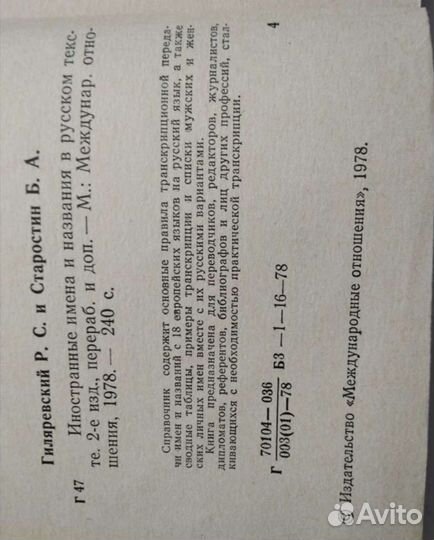 Гиляревский Р. С. и Старостин Б. А.
Г 47 Иностранные имена и названия в русском текс-
те. 2-е изд., перераб. и доп. — М.: Междунар. отно-
шения, 1978. — 240 с.
Справочник содержит основные правила транскрипционной переда-
чи имен и названий с 18 европейских языков на русский язык, а также
сводные таблицы, примеры транскрипции и списки мужских и жен-
ских личных имен вместе с их русскими вариантами.
Книга предназначена для переводчиков, редакторов, журналистов,
дипломатов, референтов, библиографов и лиц других профессий, стал-
кивающихся с необходимостью практической транскрипции.
Г 70104—036
003(01)—78 БЗ —1—16—78
4
© Издательство «Международные отношения», 1978.
Avito